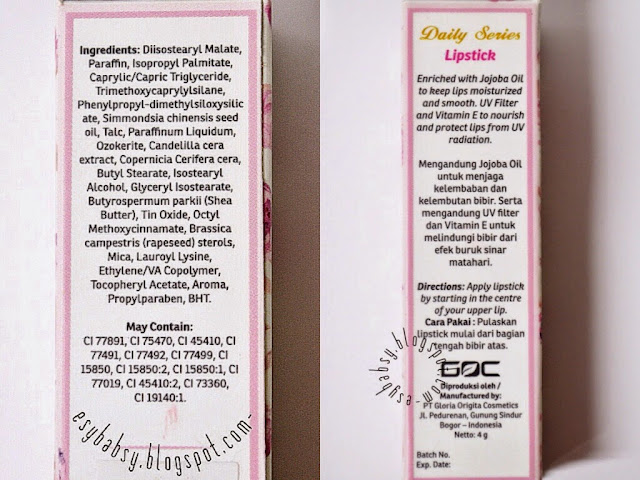 Ingredients: Diisostearyl Malate,
Paraffin, Isopropyl Palmitate,
Caprylic/Capric Triglyceride,
Trimethoxycaprylylsilane,
Phenylpropyl-dimethylsiloxysilic
ate, Simmondsia chinensis seed
oil, Talc, Paraffinum Liquidum,
Ozokerite, Candelilla cera
extract, Copernicia Cerifera cera,
Butyl Stearate, Isostearyl
Alcohol, Glyceryl Isostearate,
Butyrospermum parkii (Shea
Butter), Tin Oxide, Octyl
Methoxycinnamate, Brassica
campestris (rapeseed) sterols,
Mica, Lauroyl Lysine,
Ethylene/VA Copolymer,
Tocopheryl Acetate, Aroma,
Propylparaben, BHT.
May Contain:
CI 77891, CI 75470, CI 45410, CI
77491, CI 77492, CI 77499, CI
15850, CI 15850:2, CI 15850:1, CI
77019, CI 45410:2, CI 73360,
CI 19140:1.
esybabsy.blogspot.com-
Daily Series
Lipstick
Enriched with Jojoba Oil
to keep lips moisturized
and smooth. UV Filter
and Vitamin E to nourish
and protect lips from UV
radiation.
Mengandung Jojoba Oil
untuk menjaga
kelembaban dan
kelembutan bibir. Serta
mengandung UV filter
dan Vitamin E untuk
melindungi bibir dari
efek buruk sinar
matahari.
Directions: Apply lipstick
by starting in the centre
of your upper lip.
Cara Pakai : Pulaskan
lipstick mulai dari bagian
tengah bibir atas.
esybabsy.blogspot.com-
GOC
Diproduksi oleh /
Manufactured by:
PT Gloria Origita Cosmetics
Jl. Pedurenan, Gunung Sindur
Bogor – Indonesia
Netto: 4 g
Batch No.
Exp. Date: